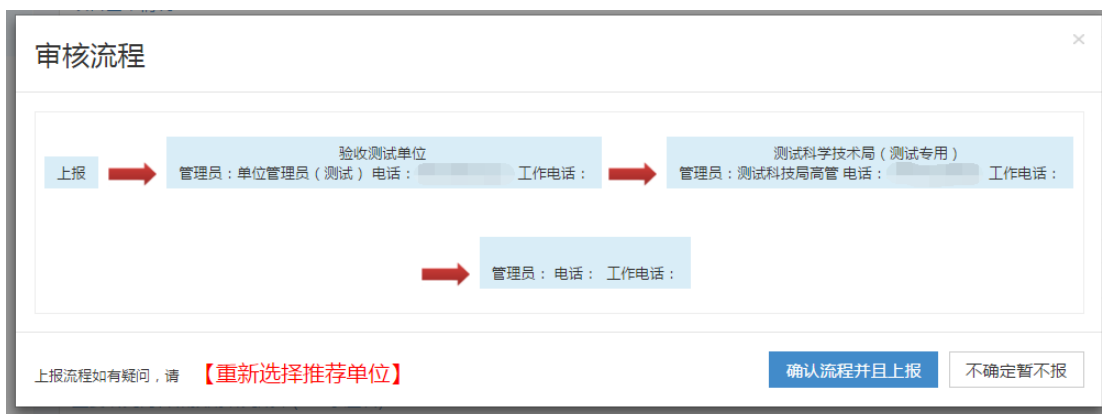 审核流程
×
上报
验收测试单位
管理员：单位管理员（测试）电话： 工作电话：
测试科学技术局（测试专用）
管理员：测试科技局高管 电话： 工作电话：
管理员： 电话： 工作电话：
上报流程如有疑问，请 【重新选择推荐单位】
确认流程并且上报
不确定暂不报